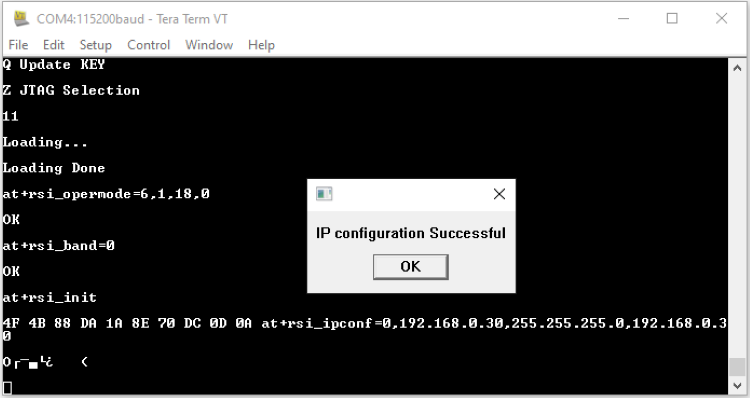 COM4:115200baud - Tera Term VT
File Edit Setup Control Window Help
Q Update KEY
Z JTAG Selection
11
Loading...
Loading Done
at+rsi_opermode=6,1,18,0
OK
at+rsi_band=0
OK
at+rsi_init
4F 4B 88 DA 1A 8E 70 DC 0D 0A at+rsi_ipconf=0,192.168.0.30,255.255.255.0,192.168.0.3
0
O┌¯▄└¿ <
IP configuration Successful
OK